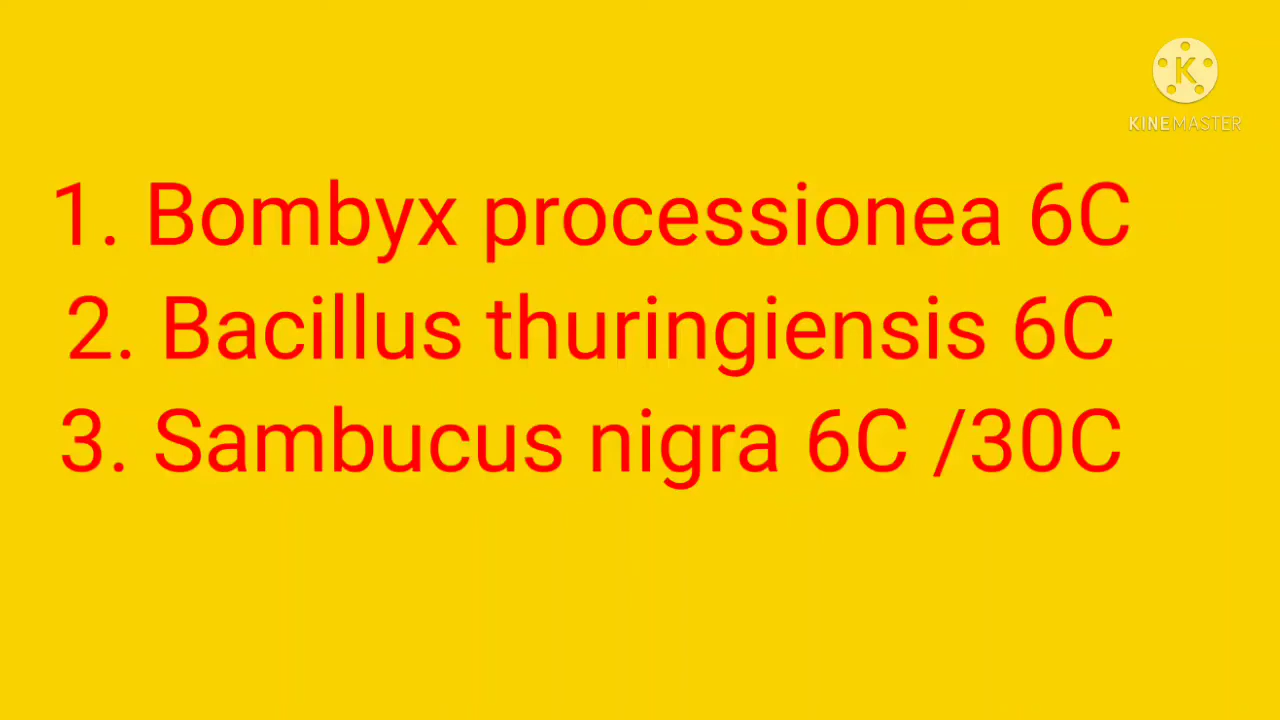 KINEMASTER
1. Bombyx processionea 6C
2. Bacillus thuringiensis 6C
3. Sambucus nigra 6C /30C